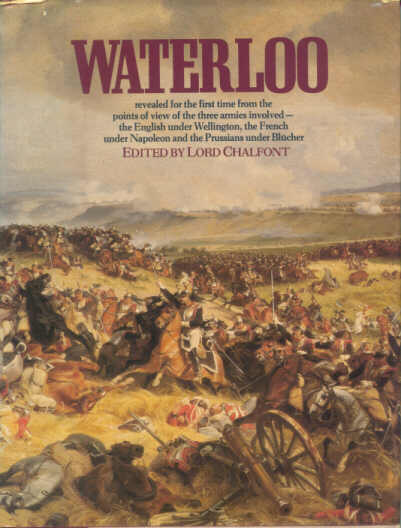 WATERLOO
revealed for the first time from the
points of view of the three armies involved—
the English under Wellington, the French
under Napoleon and the Prussians under Blücher
EDITED BY LORD CHALFONT